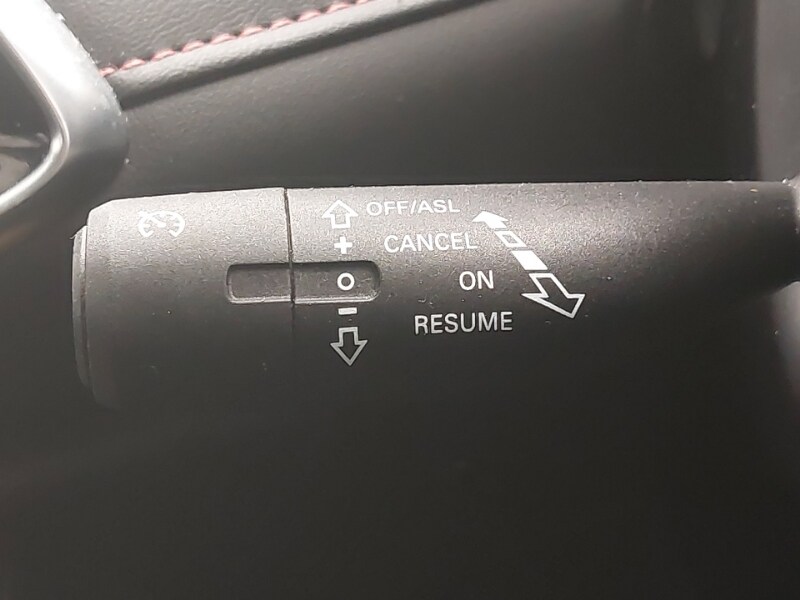 OFF/ASL
+ CANCEL
O ON
- RESUME